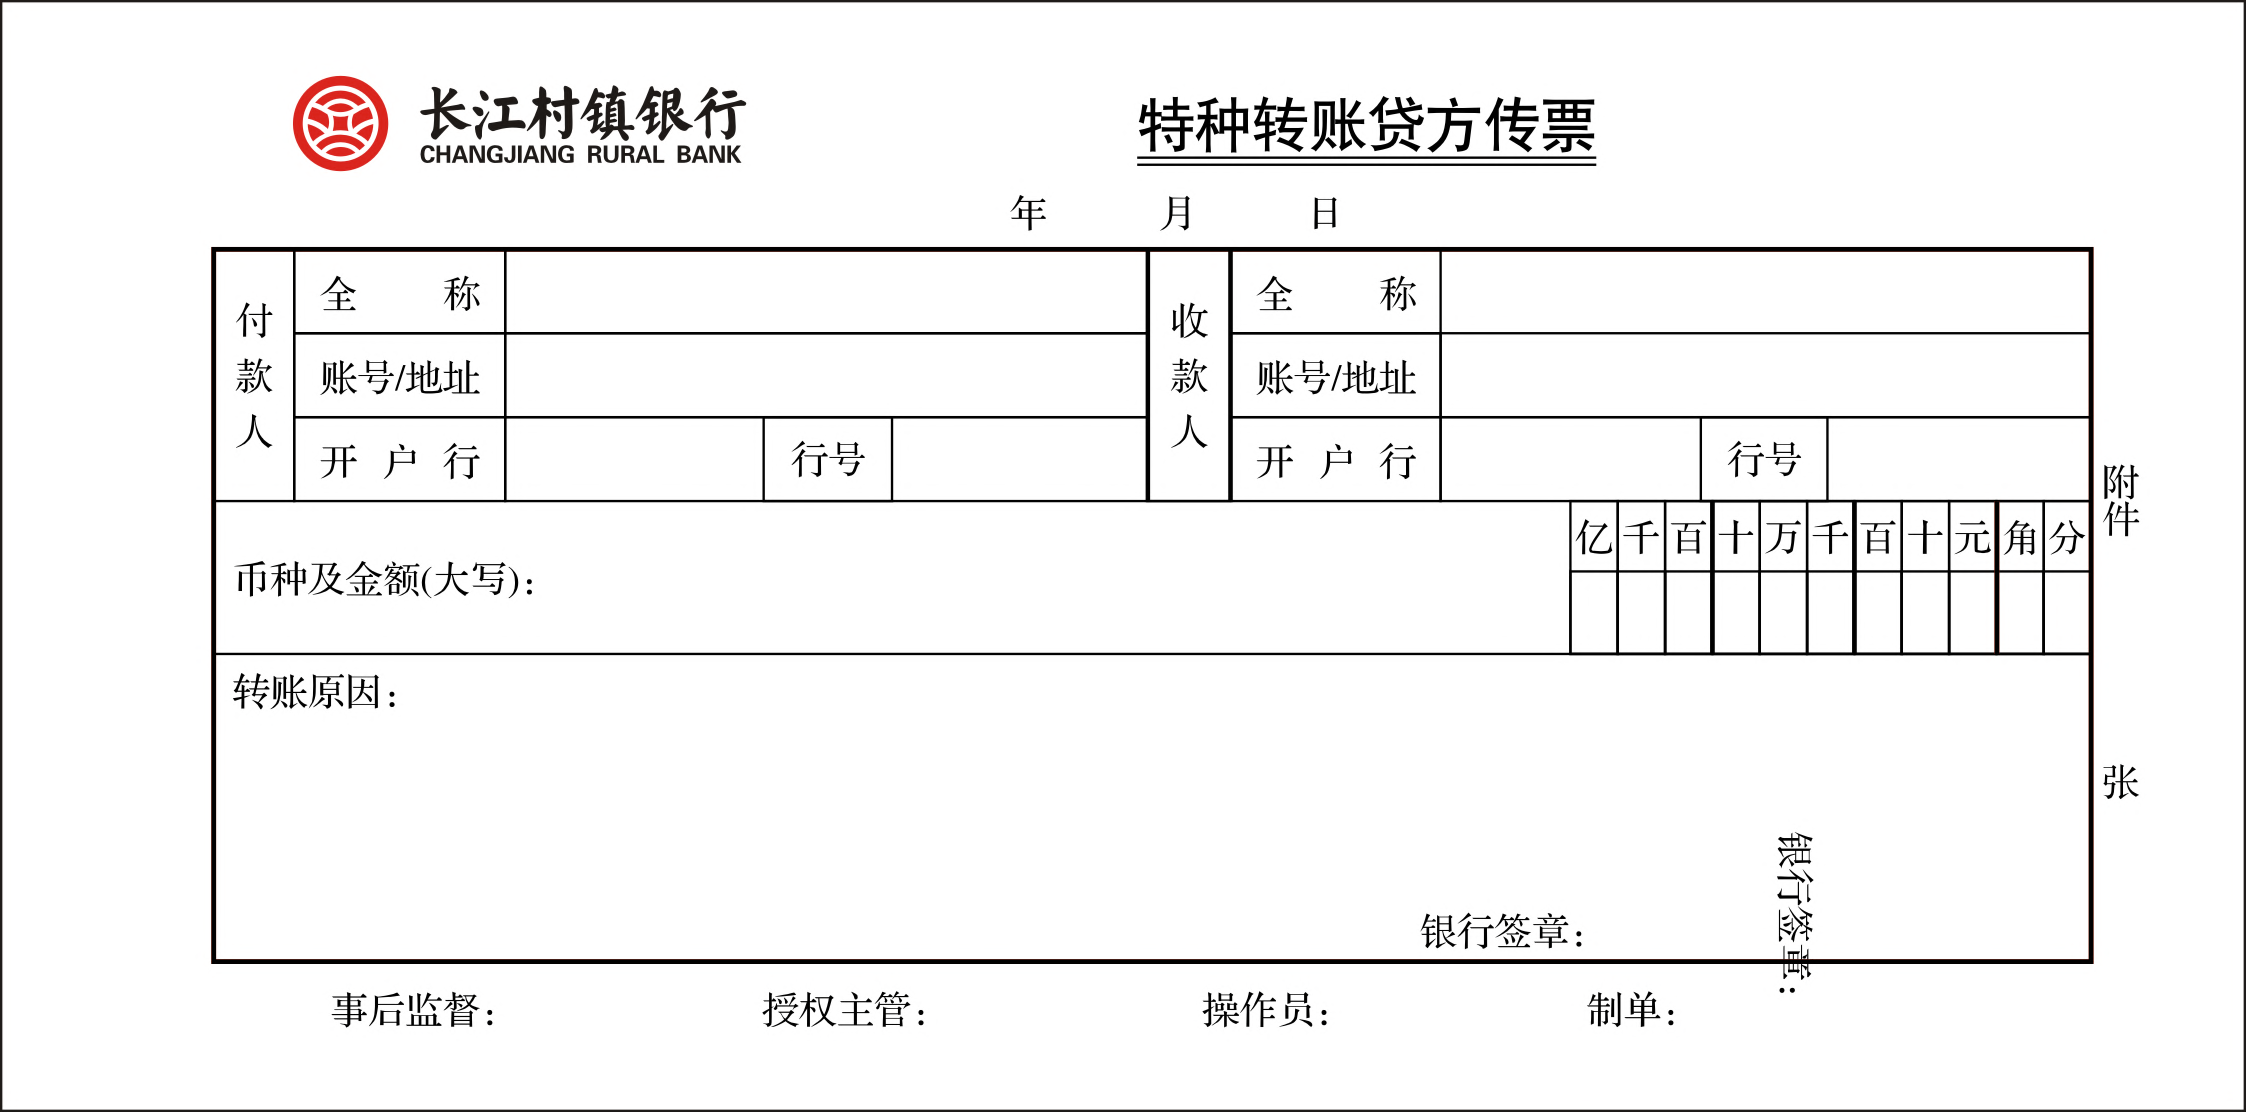 长江村镇银行
CHANGJIANG RURAL BANK
特种转账贷方传票
年 月 日
付款人
全 称
账号/地址
开 户 行 行号
收款人
全 称
账号/地址
开 户 行 行号
币种及金额(大写)：
亿 千 百 十 万 千 百 十 元 角 分
转账原因：
银行签章：
银行签章：
附件 张
事后监督： 授权主管： 操作员： 制单：